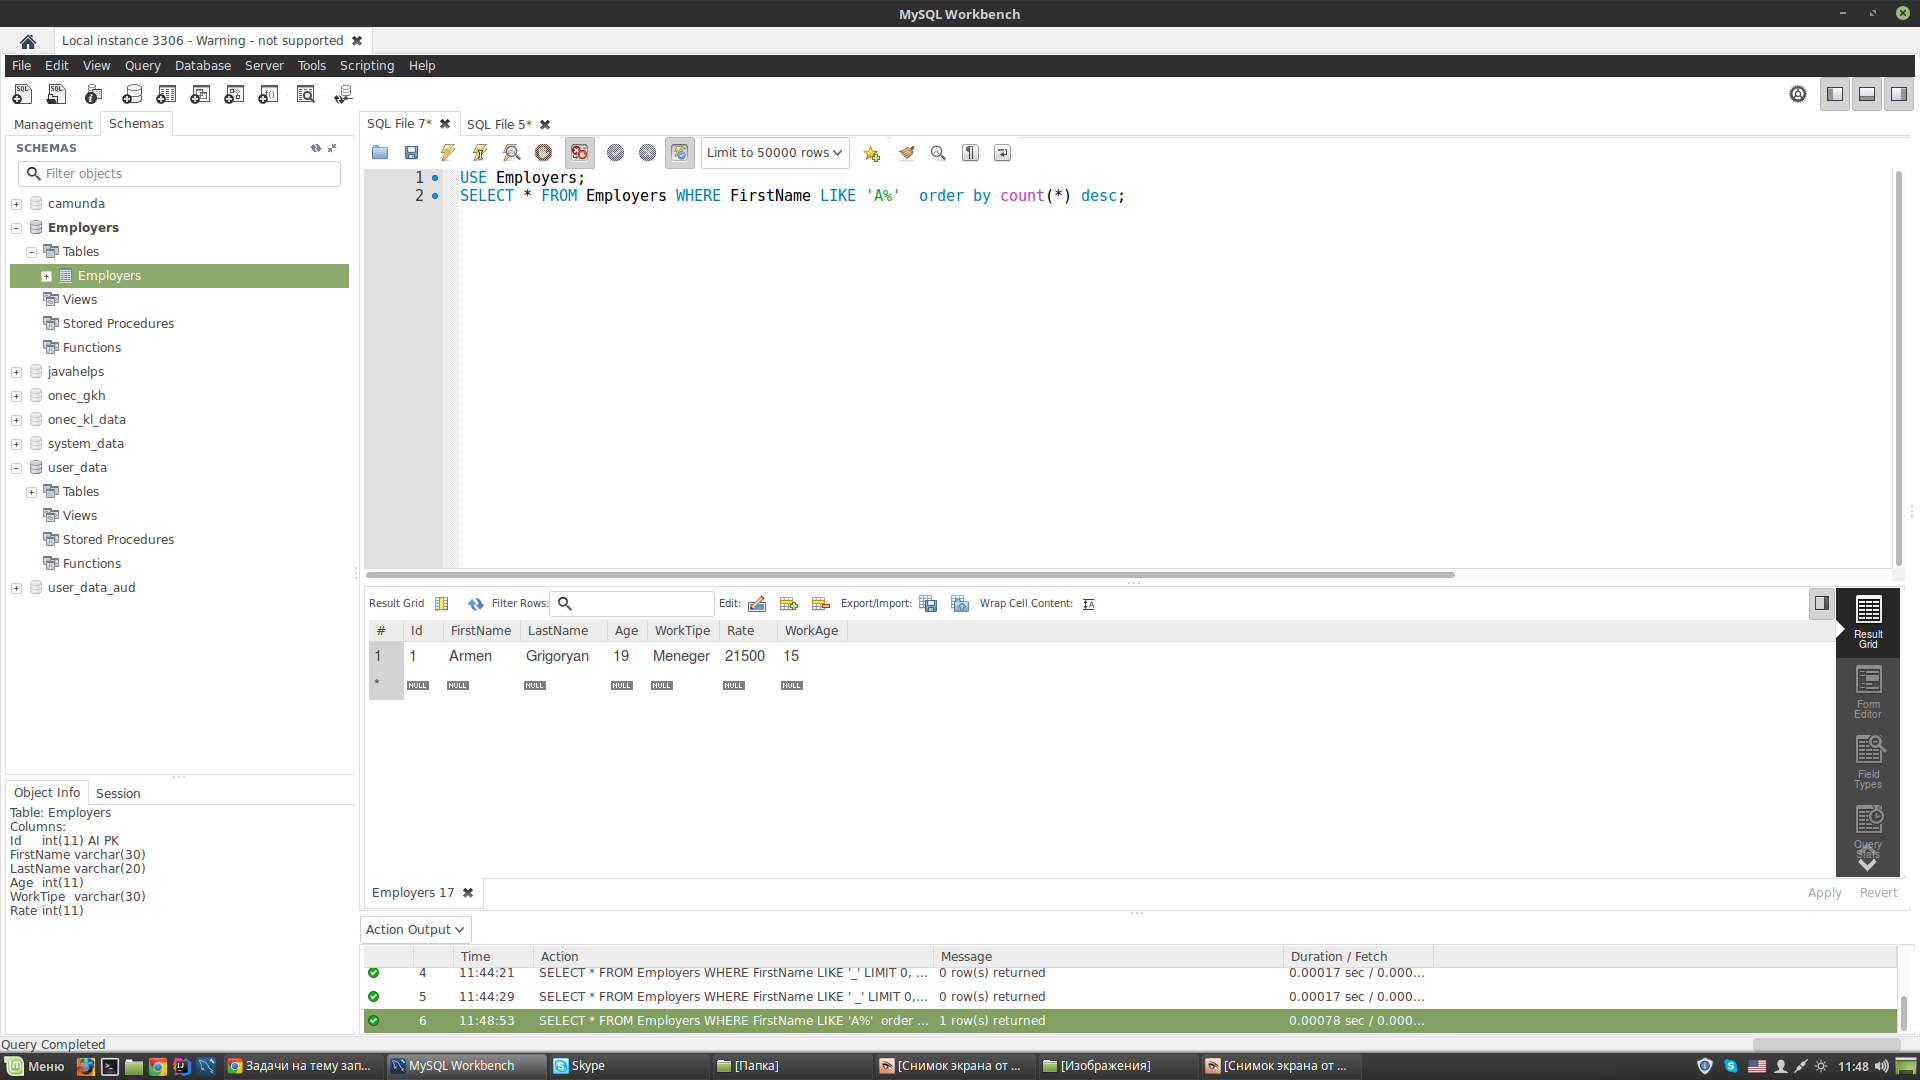 MySQL Workbench
Local instance 3306 - Warning - not supported
File Edit View Query Database Server Tools Scripting Help
Management Schemas
SQL File 7* SQL File 5*
SCHEMAS
Filter objects
Limit to 50000 rows
camunda
Employers
Tables
Employers
Views
Stored Procedures
Functions
javahelps
onec_gkh
onec_kl_data
system_data
user_data
Tables
Views
Stored Procedures
Functions
user_data_aud
1 USE Employers;
2 SELECT * FROM Employers WHERE FirstName LIKE 'A%'  order by count(*) desc;
Result Grid Filter Rows: Edit: Export/Import: Wrap Cell Content:
# Id FirstName LastName Age WorkTipe Rate WorkAge
1 1 Armen Grigoryan 19 Meneger 21500 15
* NULL NULL NULL NULL NULL NULL NULL
Result Grid
Form Editor
Field Types
Query Stats
Employers 17
Apply Revert
Object Info Session
Table: Employers
Columns:
Id int(11) AI PK
FirstName varchar(30)
LastName varchar(20)
Age int(11)
WorkTipe varchar(30)
Rate int(11)
Action Output
Time Action Message Duration / Fetch
4 11:44:21 SELECT * FROM Employers WHERE FirstName LIKE '_' LIMIT 0, ... 0 row(s) returned 0.00017 sec / 0.000...
5 11:44:29 SELECT * FROM Employers WHERE FirstName LIKE ' _' LIMIT 0,... 0 row(s) returned 0.00017 sec / 0.000...
6 11:48:53 SELECT * FROM Employers WHERE FirstName LIKE 'A%'  order ... 1 row(s) returned 0.00078 sec / 0.000...
Query Completed
Меню Задачи на тему зап... MySQL Workbench Skype [Папка] [Снимок экрана от ... [Изображения] [Снимок экрана от ... 11:48